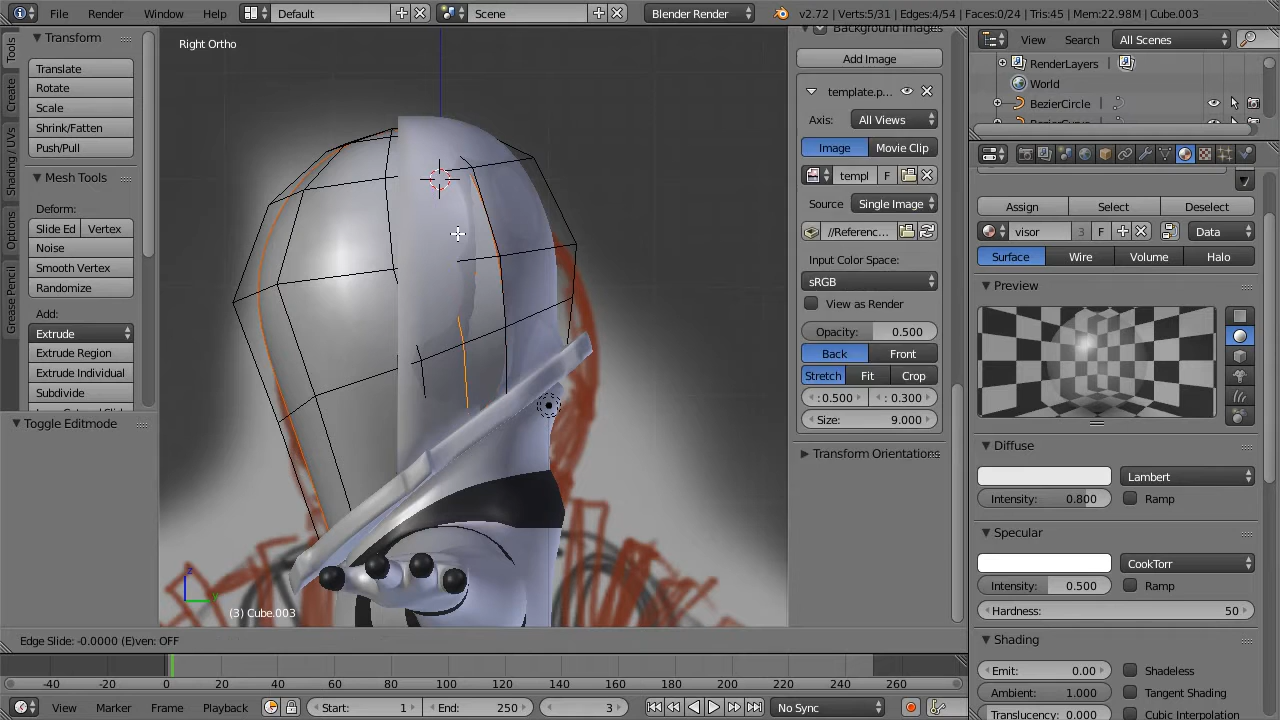 File Render Window Help Default Scene Blender Render v2.72 | Verts:5/31 | Edges:4/54 | Faces:0/24 | Tris:45 | Mem:22.98M | Cube.003
Tools
Create
Shading / UVs
Options
Grease Pencil
Transform
Translate
Rotate
Scale
Shrink/Fatten
Push/Pull
Mesh Tools
Deform:
Slide Ed Vertex
Noise
Smooth Vertex
Randomize
Add:
Extrude
Extrude Region
Extrude Individual
Subdivide
Toggle Editmode
Right Ortho
z
y
(3) Cube.003
Edge Slide: -0.0000 (E)ven: OFF
Background Images
Add Image
template.p...
Axis: All Views
Image Movie Clip
templ F
Source Single Image
//Referenc...
Input Color Space:
sRGB
View as Render
Opacity: 0.500
Back Front
Stretch Fit Crop
: 0.500 : 0.300
Size: 9.000
Transform Orientations
View Search All Scenes
RenderLayers
World
BezierCircle
Assign Select Deselect
visor 3 F Data
Surface Wire Volume Halo
Preview
Diffuse
Lambert
Intensity: 0.800 Ramp
Specular
CookTorr
Intensity: 0.500 Ramp
Hardness: 50
Shading
Emit: 0.00 Shadeless
Ambient: 1.000 Tangent Shading
Translucency: 0.000 Cubic Interpolation
-40 -20 0 20 40 60 80 100 120 140 160 180 200 220 240 260
View Marker Frame Playback Start: 1 End: 250 3 No Sync